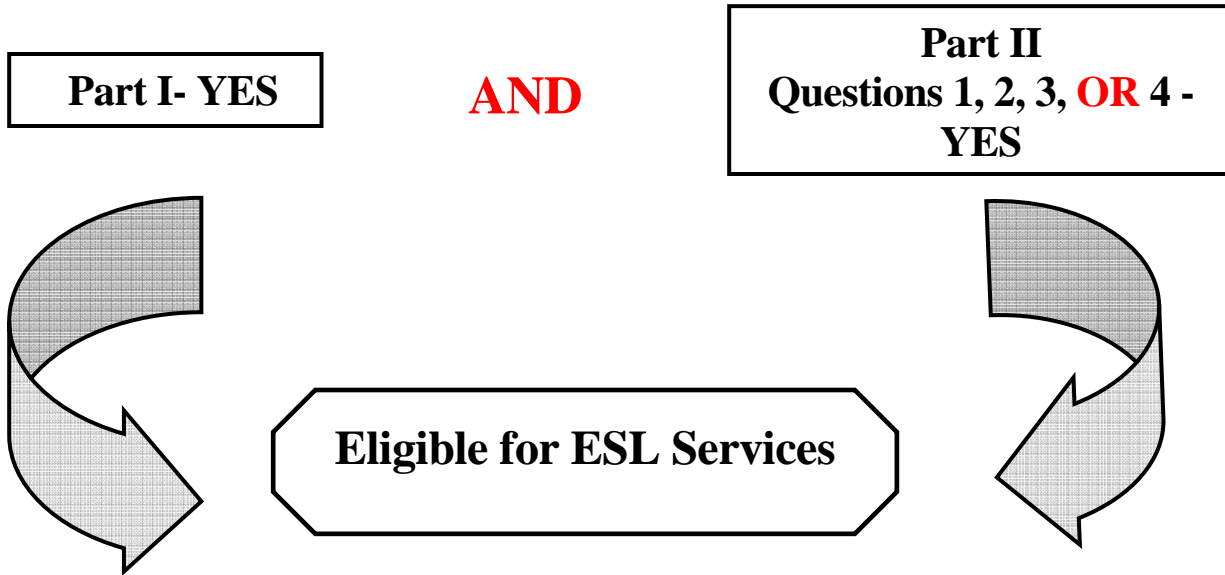 Part I- YES
AND
Part II
Questions 1, 2, 3, OR 4 -
YES
Eligible for ESL Services